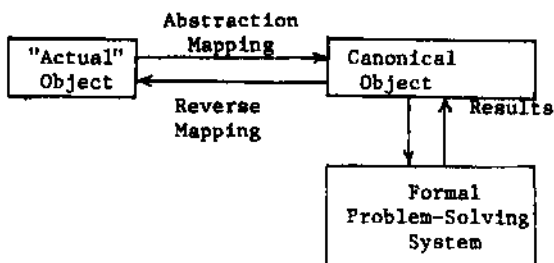 Abstraction
Mapping
"Actual"
Object
Canonical
Object
Reverse
Mapping
Results
Formal
Problem-Solving
System